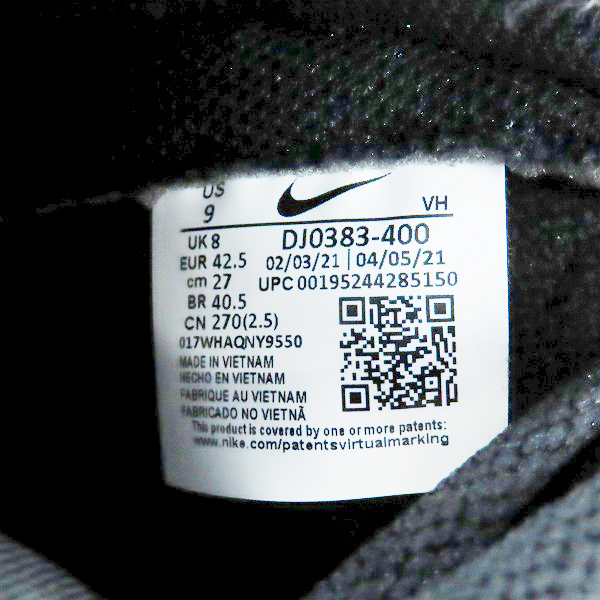 US
9
VH
UK 8
DJ0383-400
EUR 42.5
02/03/21 | 04/05/21
cm 27
UPC 00195244285150
BR 40.5
CN 270(2.5)
017WHAQNY9550
MADE IN VIETNAM
HECHO EN VIETNAM
FABRIQUE AU VIETNAM
FABRICADO NO VIETNÃ
This product is covered by one or more patents:
www.nike.com/patentsvirtualmarking